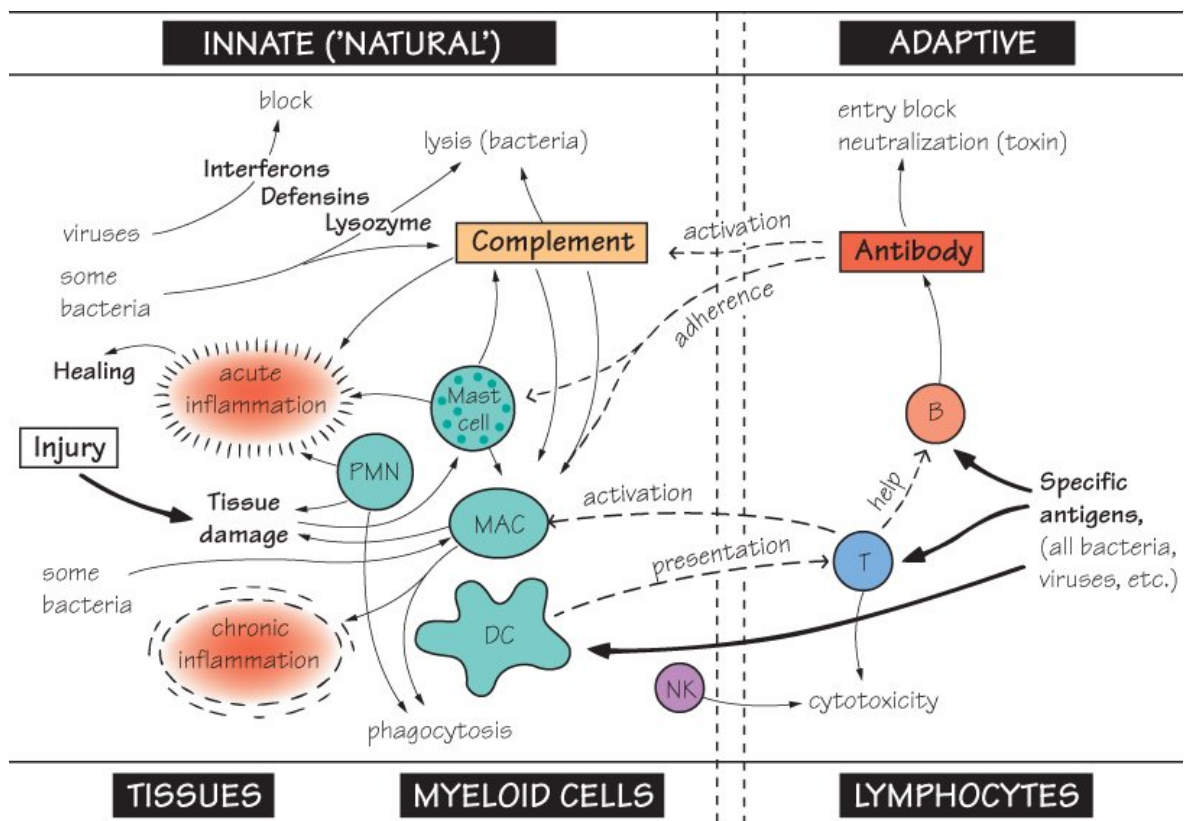 INNATE ('NATURAL')
ADAPTIVE
block
lysis (bacteria)
entry block
neutralization (toxin)
Interferons
Defensins
Lysozyme
viruses
some
bacteria
Complement
activation
Antibody
adherence
Healing
acute
inflammation
Mast
cell
B
Injury
PMN
Tissue
damage
MAC
activation
help
Specific
antigens,
(all bacteria,
viruses, etc.)
T
presentation
some
bacteria
chronic
inflammation
DC
NK
cytotoxicity
phagocytosis
TISSUES
MYELOID CELLS
LYMPHOCYTES